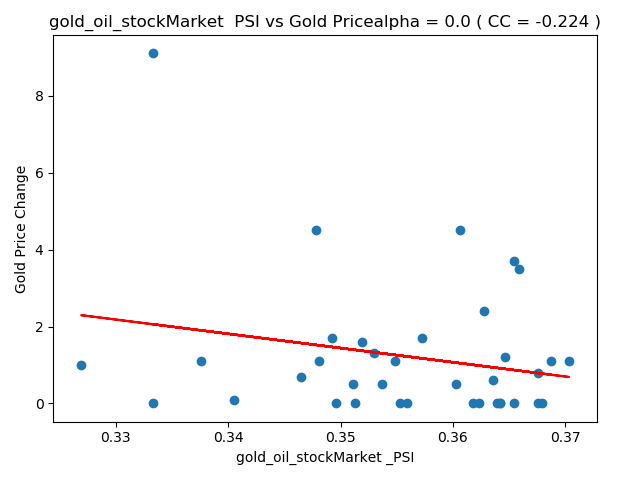 gold_oil_stockMarket  PSI vs Gold Pricealpha = 0.0 ( CC = -0.224 )
8
6
4
2
0
Gold Price Change
0.33 0.34 0.35 0.36 0.37
gold_oil_stockMarket _PSI